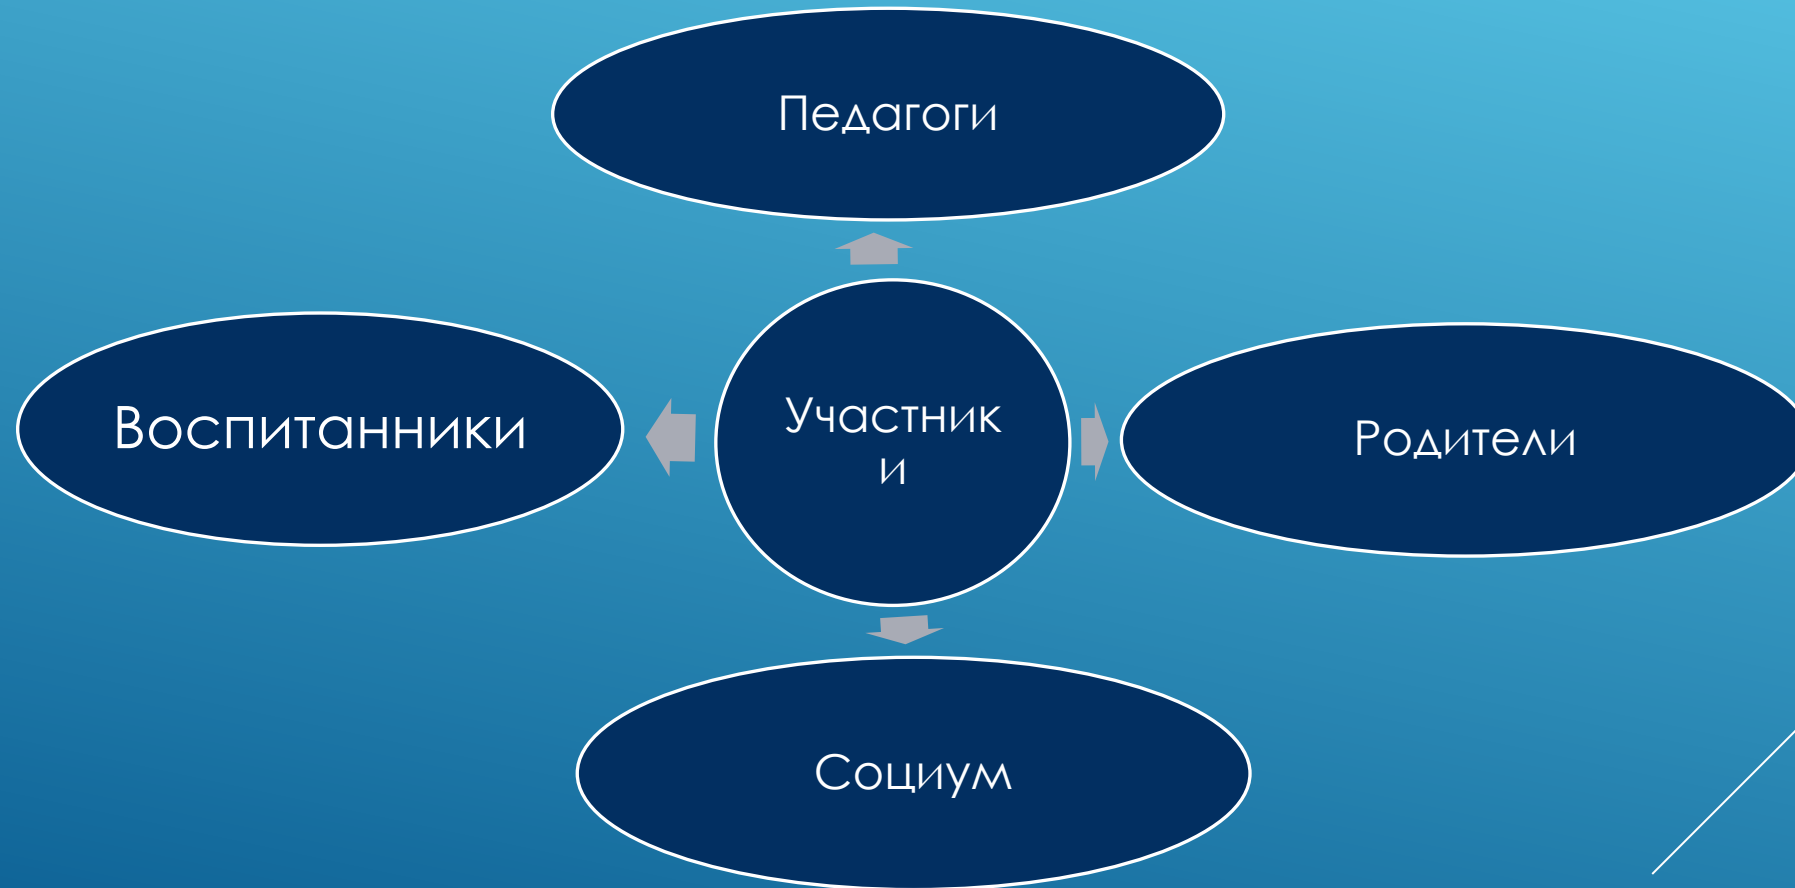 Педагоги
Воспитанники
Участник
и
Родители
Социум